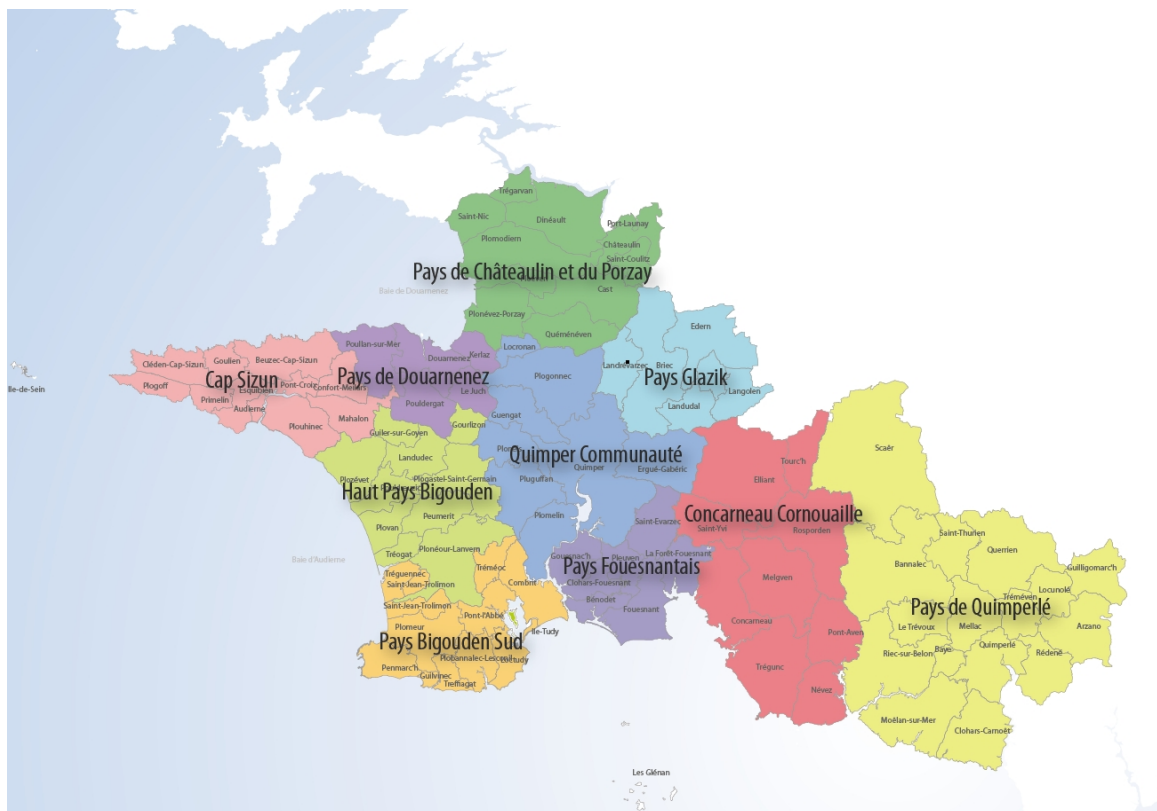 Trégarvan
Saint-Nic
Dinéault
Port-Launay
Plomodiern
Châteaulin
Saint-Coulitz
Pays de Châteaulin et du Porzay
Cast
Baie de Douarnenez
Plonévez-Porzay
Quéménéven
Edern
Poullan-sur-Mer
Locronan
Beuzec-Cap-Sizun
Goulien
Cléden-Cap-Sizun
Douarnenez
Kerlaz
Landrévarzec
Briec
Ile-de-Sein
Plogoff
Cap Sizun
Pont-Croix
Confort-Meilars
Esquibien
Pays de Douarnenez
Plogonnec
Pays Glazik
Langolen
Primelin
Audierne
Le Juch
Pouldergat
Landudal
Plouhinec
Mahalon
Gourlizon
Guengat
Guiler-sur-Goyen
Scaër
Landudec
Quimper Communauté
Tourc'h
Plozévet
Plogastel-Saint-Germain
Pluguffan
Quimper
Ergué-Gabéric
Elliant
Haut Pays Bigouden
Plovan
Peumerit
Plomelin
Saint-Evarzec
Concarneau Cornouaille
Saint-Yvi
Rosporden
Saint-Thurien
Querrien
Tréogat
Plonéour-Lanvern
Pleuven
La Forêt-Fouesnant
Baie d'Audierne
Bannalec
Guilligomarc'h
Tréméoc
Pays Fouesnantais
Tréguennec
Saint-Jean-Trolimon
Combrit
Clohars-Fouesnant
Melgven
Locunolé
Tréméven
Saint-Jean-Trolimon
Pont-l'Abbé
Bénodet
Fouesnant
Pays de Quimperlé
Plomeur
Ile-Tudy
Concarneau
Pont-Aven
Le Trévoux
Mellac
Arzano
Pays Bigouden Sud
Riec-sur-Belon
Baye
Quimperlé
Rédené
Penmarc'h
Plobannalec-Lesconil
Loctudy
Guilvinec
Treffiagat
Trégunc
Névez
Moëlan-sur-Mer
Clohars-Carnoët
Les Glénan